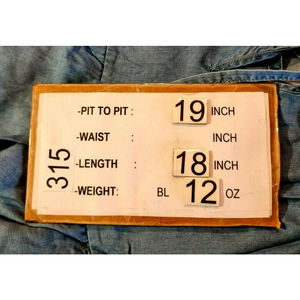 315
-PIT TO PIT : 19 INCH
-WAIST : INCH
-LENGTH : 18 INCH
-WEIGHT: BL 12 OZ